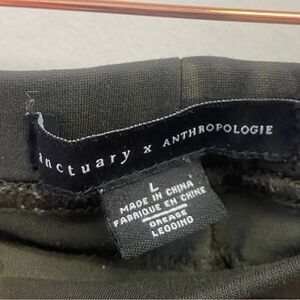 anctuary x ANTHROPOLOGIE
L
MADE IN CHINA
FABRIQUE EN CHINE
GREASE
LEGGING